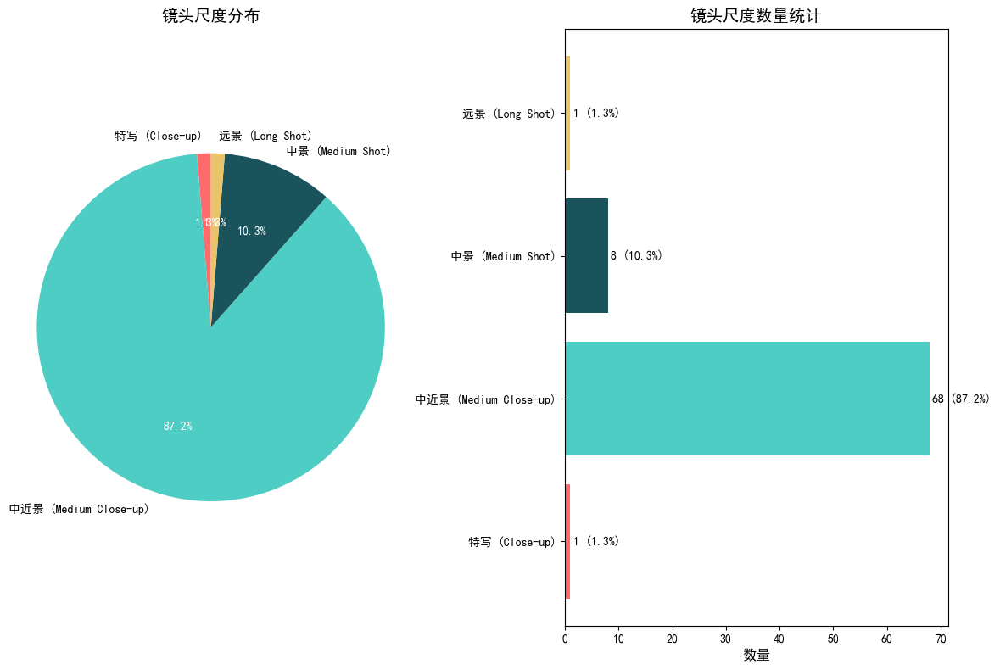 镜头尺度分布
特写 (Close-up)
远景 (Long Shot)
中景 (Medium Shot)
1.3%
1.3%
10.3%
87.2%
中近景 (Medium Close-up)
镜头尺度数量统计
远景 (Long Shot)
1 (1.3%)
中景 (Medium Shot)
8 (10.3%)
中近景 (Medium Close-up)
68 (87.2%)
特写 (Close-up)
1 (1.3%)
0 10 20 30 40 50 60 70
数量